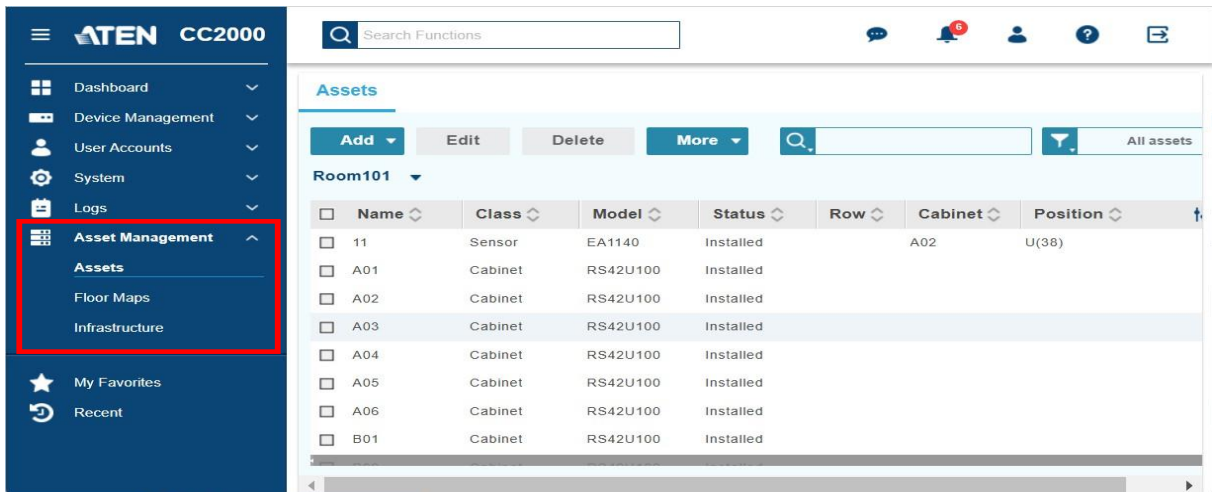 ATEN CC2000
Search Functions
6
?
Dashboard
Device Management
User Accounts
System
Logs
Asset Management
Assets
Floor Maps
Infrastructure
My Favorites
Recent
Assets
Add Edit Delete More All assets
Room101
Name Class Model Status Row Cabinet Position
11 Sensor EA1140 Installed A02 U(38)
A01 Cabinet RS42U100 Installed
A02 Cabinet RS42U100 Installed
A03 Cabinet RS42U100 Installed
A04 Cabinet RS42U100 Installed
A05 Cabinet RS42U100 Installed
A06 Cabinet RS42U100 Installed
B01 Cabinet RS42U100 Installed